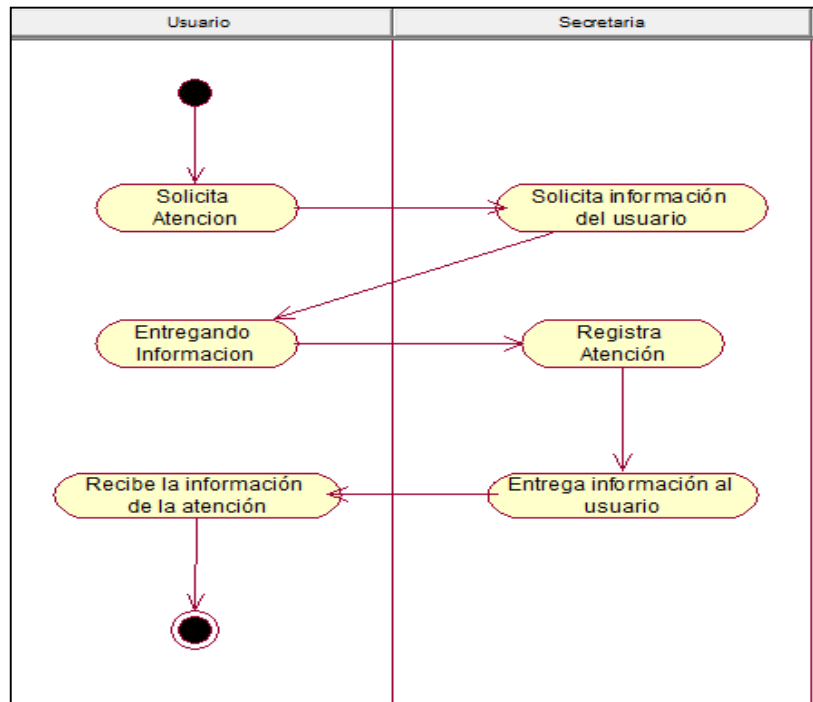 Usuario
Secretaria
Solicita
Atencion
Solicita información
del usuario
Entregando
Informacion
Registra
Atención
Recibe la información
de la atención
Entrega información al
usuario